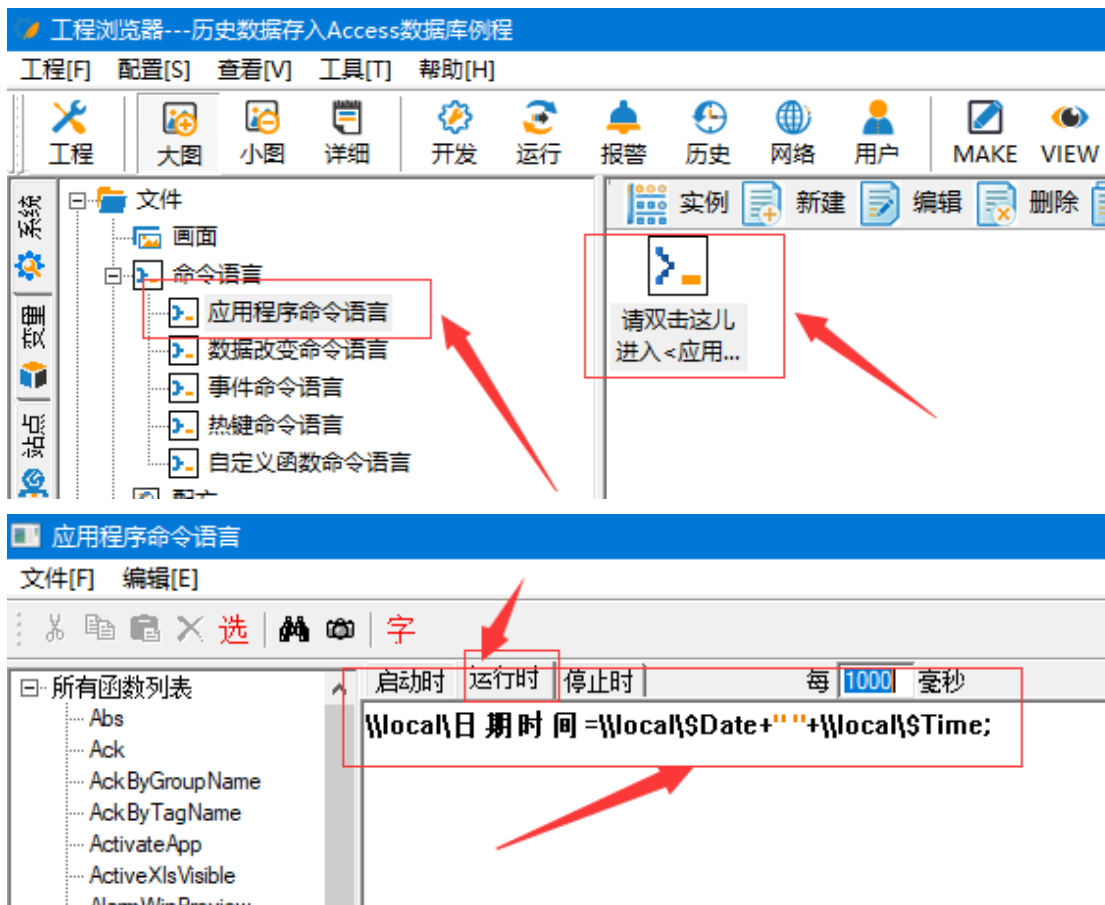 工程浏览器---历史数据存入Access数据库例程
工程[F] 配置[S] 查看[V] 工具[T] 帮助[H]
工程 大图 小图 详细 开发 运行 报警 历史 网络 用户 MAKE VIEW
系统
变量
站点
文件
画面
命令语言
应用程序命令语言
数据改变命令语言
事件命令语言
热键命令语言
自定义函数命令语言
实例 新建 编辑 删除
请双击这儿
进入<应用...
应用程序命令语言
文件[F] 编辑[E]
选 字
所有函数列表
Abs
Ack
AckByGroupName
AckByTagName
ActivateApp
ActiveXlsVisible
启动时 运行时 停止时 每 1000 毫秒
\\local\日期时间=\\local\$Date+" "+\\local\$Time;